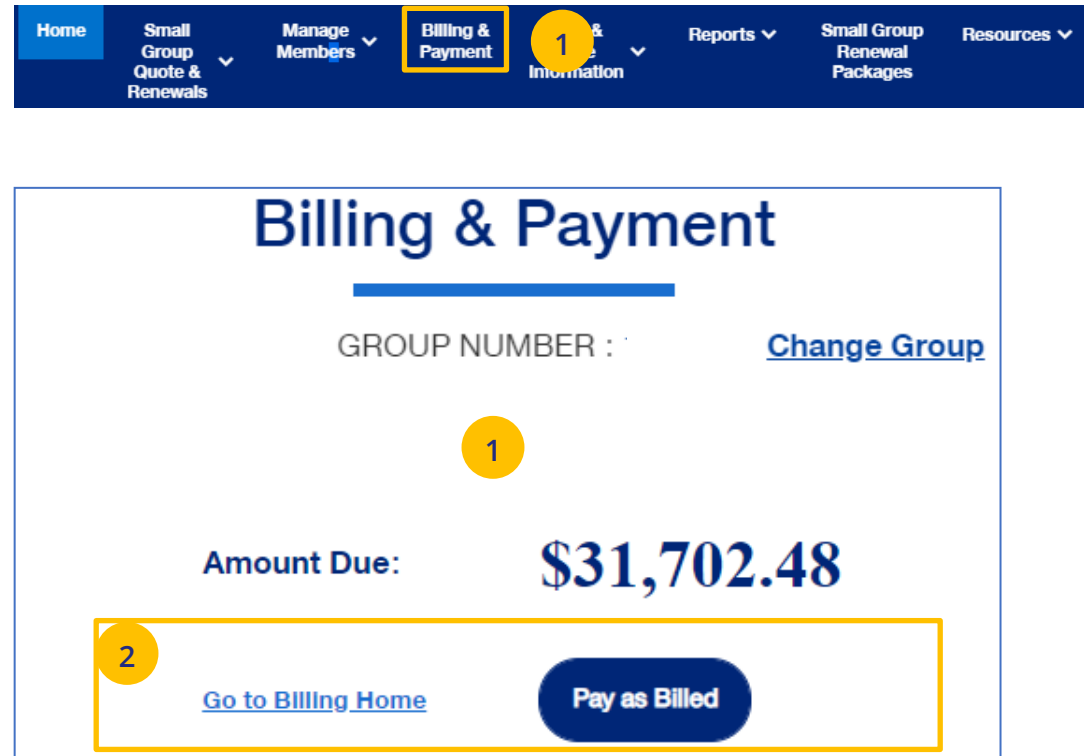 Home
Small
Group
Quote &
Renewals
Manage
Members
Billing &
Payment
1
&
Information
Reports
Small Group
Renewal
Packages
Resources
Billing & Payment
GROUP NUMBER :
Change Group
1
Amount Due: $31,702.48
2
Go to Billing Home
Pay as Billed